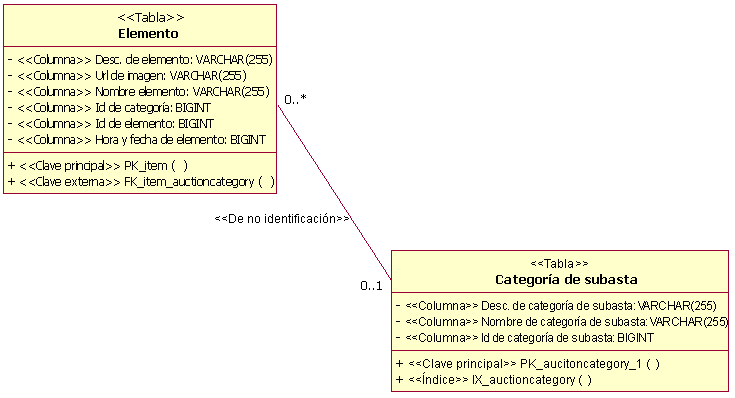 <<Tabla>>
Elemento
- <<Columna>> Desc. de elemento: VARCHAR(255)
- <<Columna>> Url de imagen: VARCHAR(255)
- <<Columna>> Nombre elemento: VARCHAR(255)
- <<Columna>> Id de categoría: BIGINT
- <<Columna>> Id de elemento: BIGINT
- <<Columna>> Hora y fecha de elemento: BIGINT
+ <<Clave principal>> PK_item ( )
+ <<Clave externa>> FK_item_auctioncategory ( )
0..*
<<De no identificación>>
0..1
<<Tabla>>
Categoría de subasta
- <<Columna>> Desc. de categoría de subasta: VARCHAR(255)
- <<Columna>> Nombre de categoría de subasta: VARCHAR(255)
- <<Columna>> Id de categoría de subasta: BIGINT
+ <<Clave principal>> PK_aucitoncategory_1 ( )
+ <<Índice>> IX_auctioncategory ( )